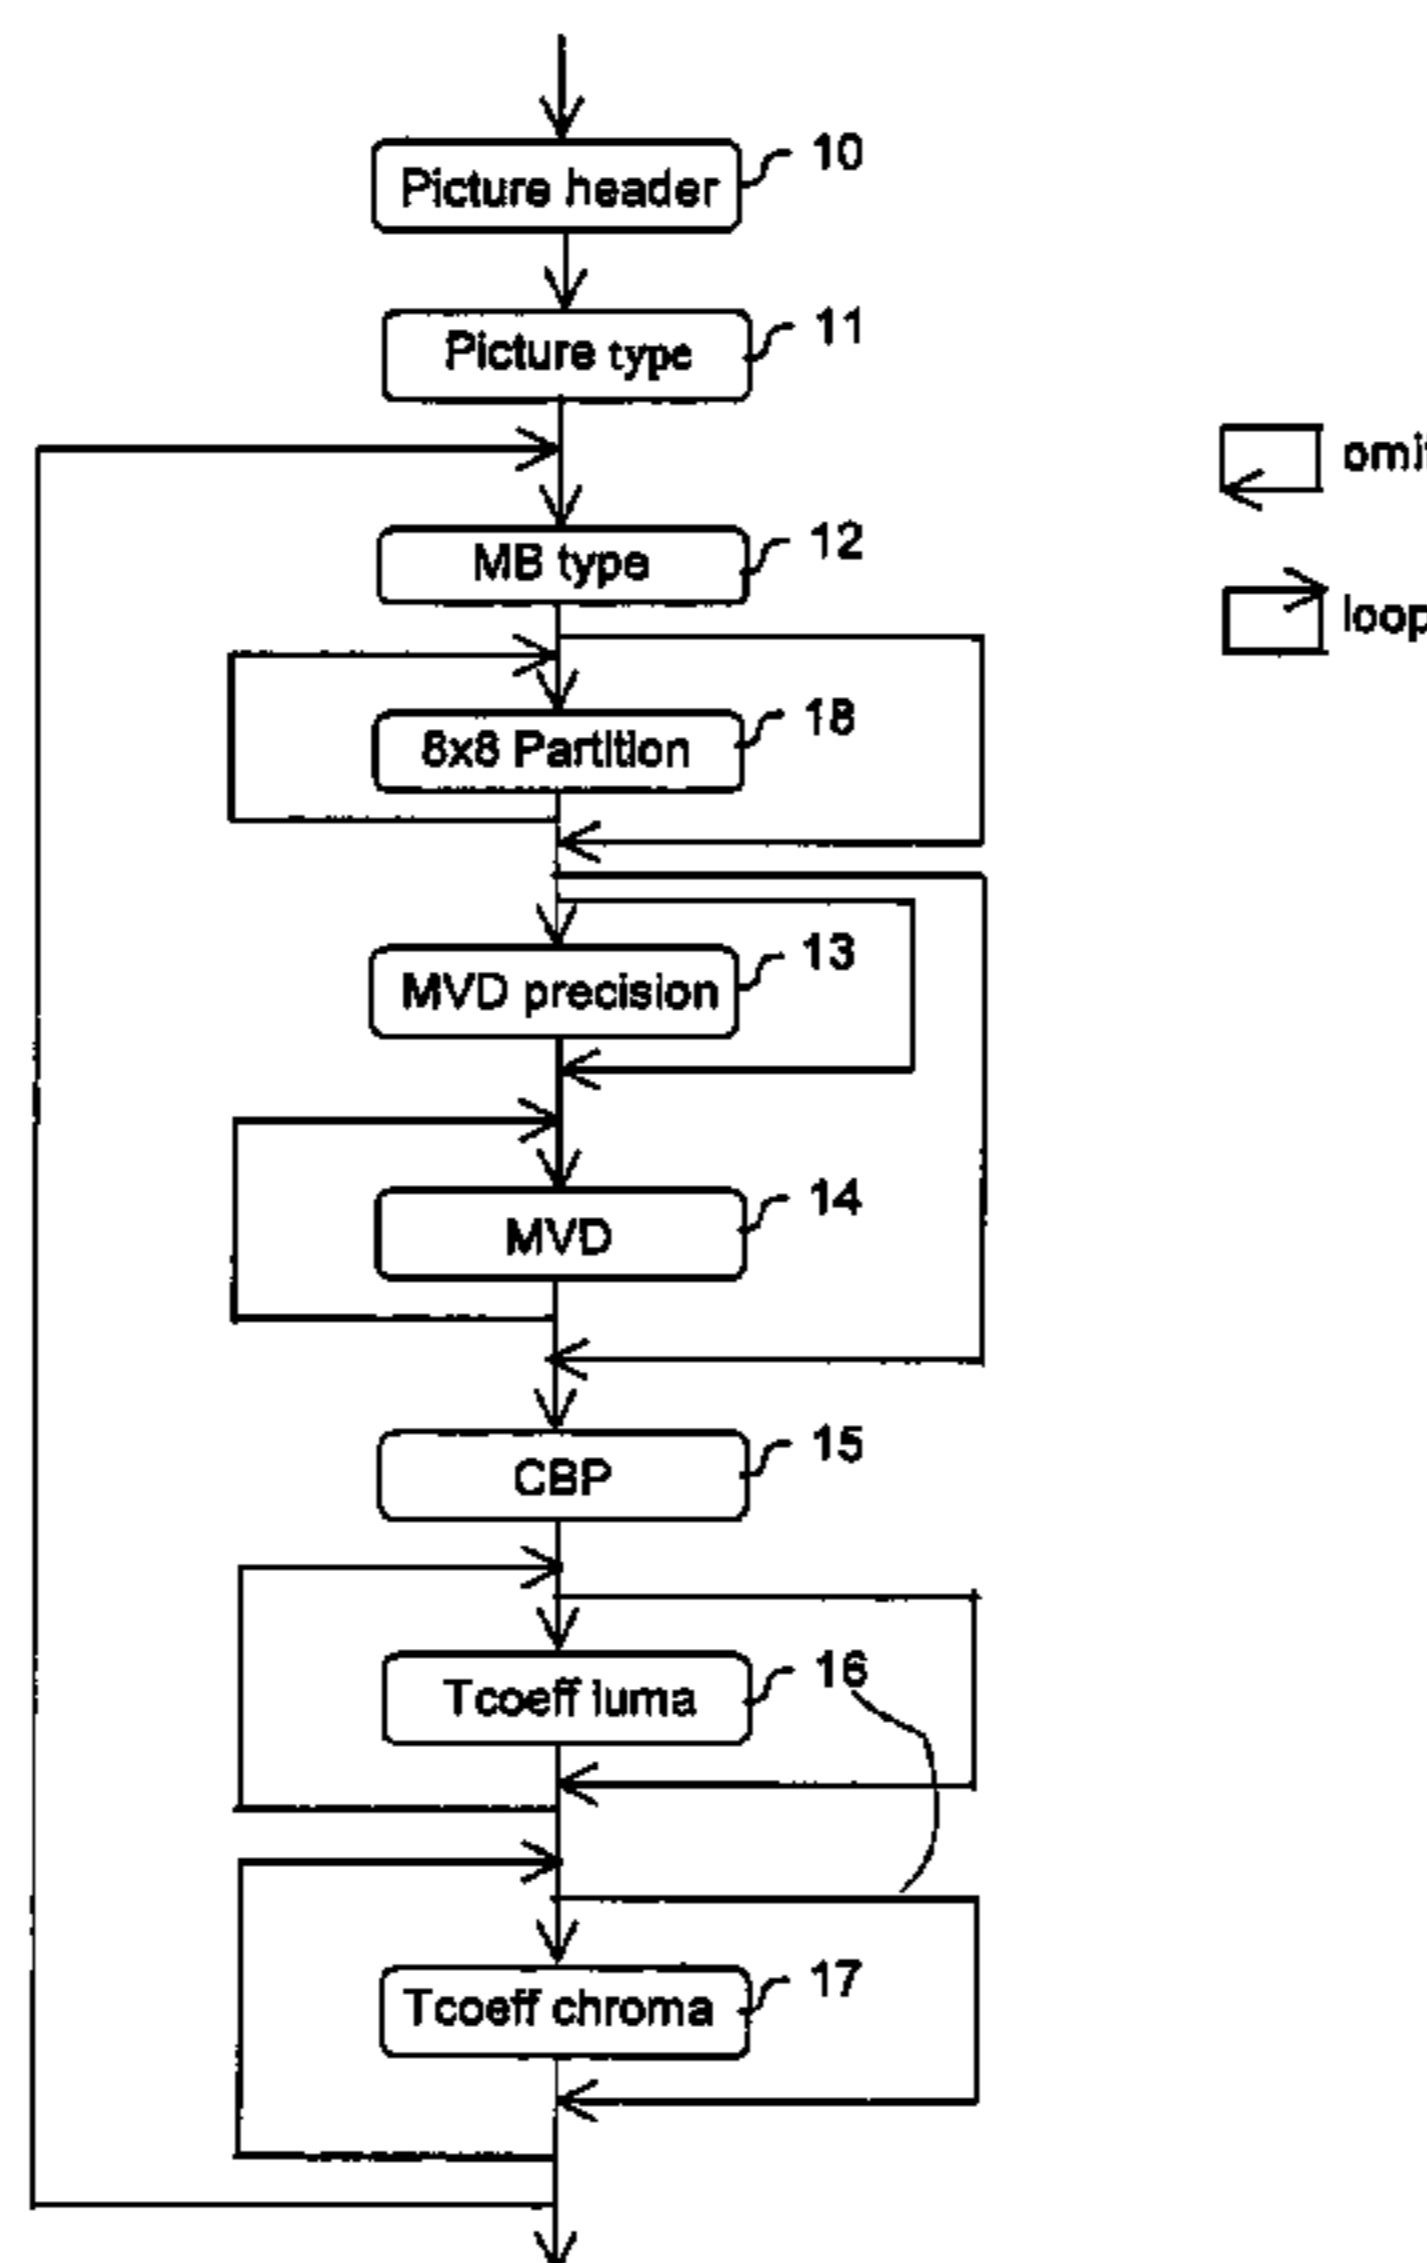 Picture header 10
Picture type 11
omi
MB type 12
loop
8x8 Partition 18
MVD precision 13
MVD 14
CBP 15
Tcoeff luma 16
Tcoeff chroma 17